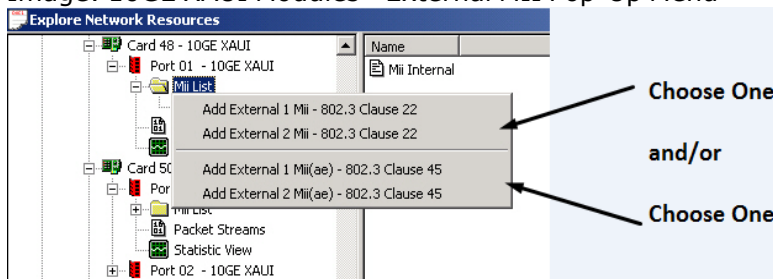 Image: 10GE XAUI Modules - External MII Pop-Up Menu
Explore Network Resources
Card 48 - 10GE XAUI
Port 01 - 10GE XAUI
Mii List
Name
Mii Internal
Add External 1 Mii - 802.3 Clause 22
Add External 2 Mii - 802.3 Clause 22
Add External 1 Mii(ae) - 802.3 Clause 45
Add External 2 Mii(ae) - 802.3 Clause 45
Choose One
and/or
Choose One
Card 50
Por
Mii List
Packet Streams
Statistic View
Port 02 - 10GE XAUI